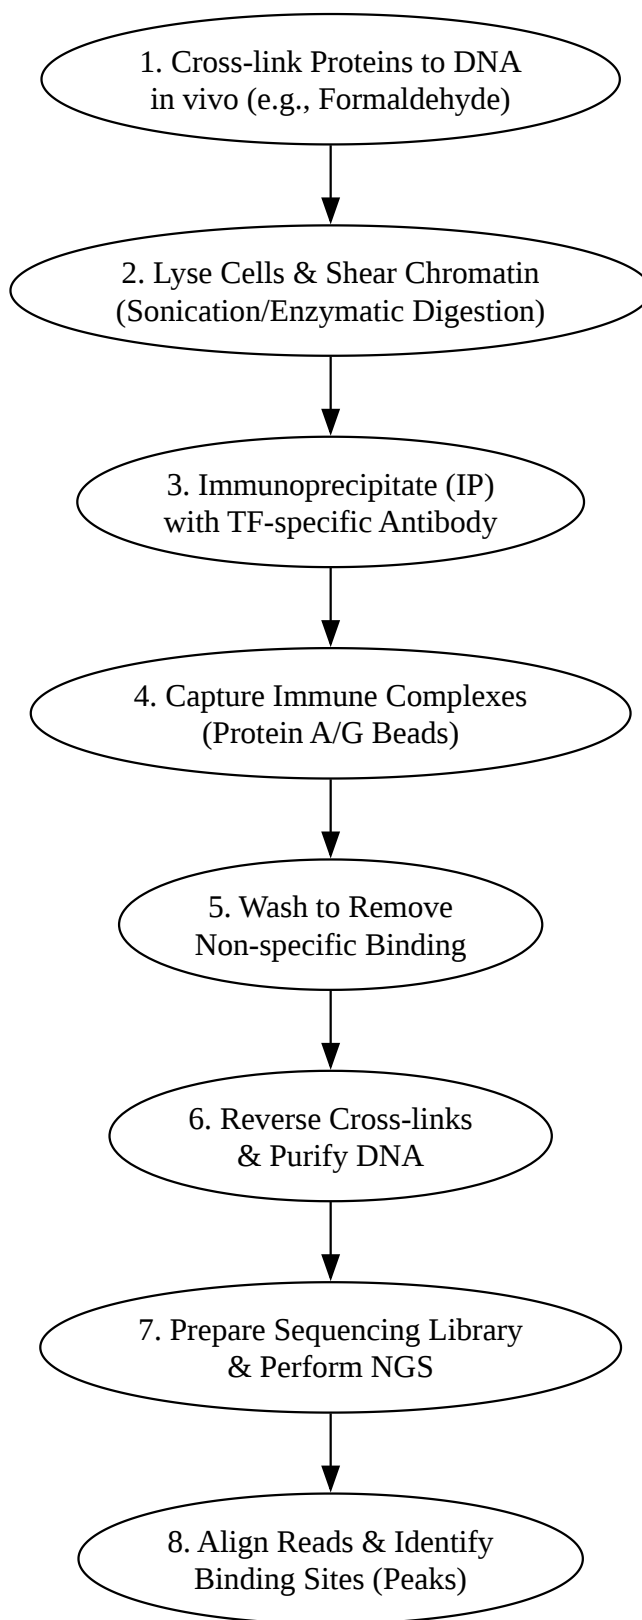 1. Cross-link Proteins to DNA
in vivo (e.g., Formaldehyde)
2. Lyse Cells & Shear Chromatin
(Sonication/Enzymatic Digestion)
3. Immunoprecipitate (IP)
with TF-specific Antibody
4. Capture Immune Complexes
(Protein A/G Beads)
5. Wash to Remove
Non-specific Binding
6. Reverse Cross-links
& Purify DNA
7. Prepare Sequencing Library
& Perform NGS
8. Align Reads & Identify
Binding Sites (Peaks)